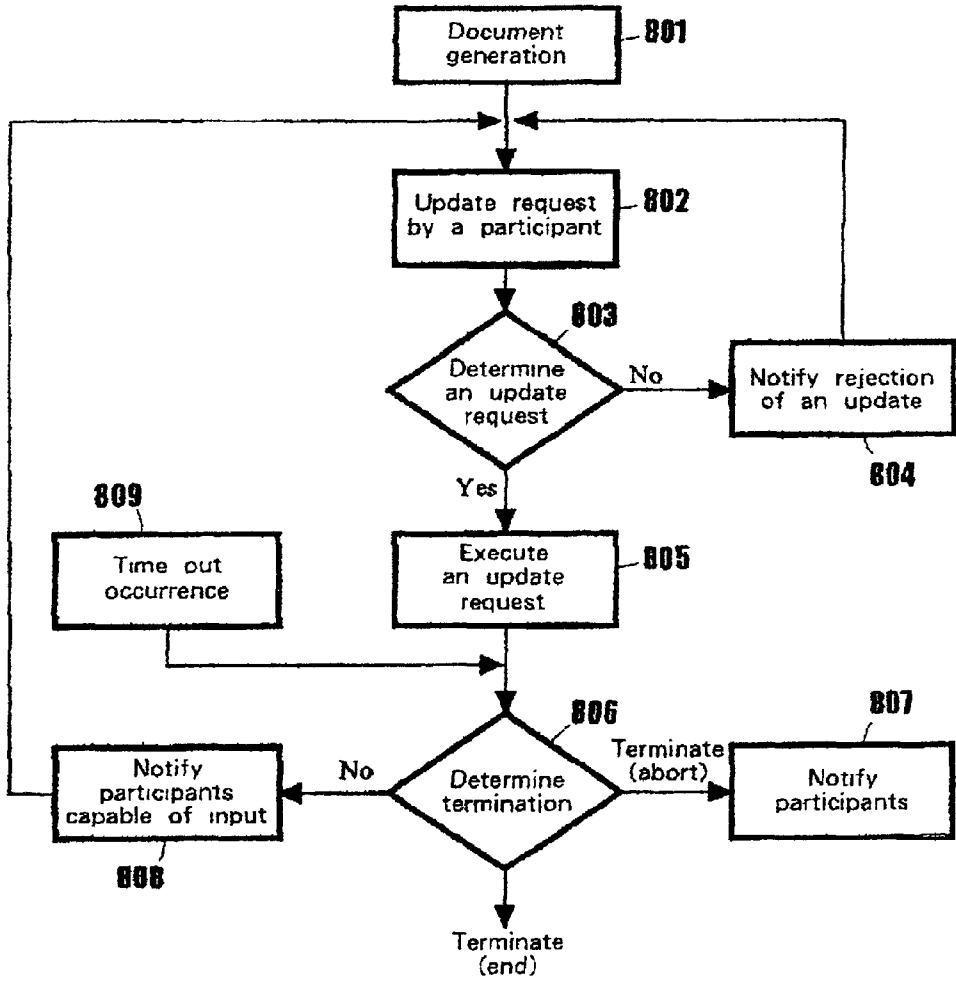 Document
generation
801
Update request
by a participant
802
803
Determine
an update
request
No
Notify rejection
of an update
804
Yes
809
Time out
occurrence
Execute
an update
request
805
806
807
Notify
participants
capable of input
808
No
Determine
termination
Terminate
(abort)
Notify
participants
Terminate
(end)